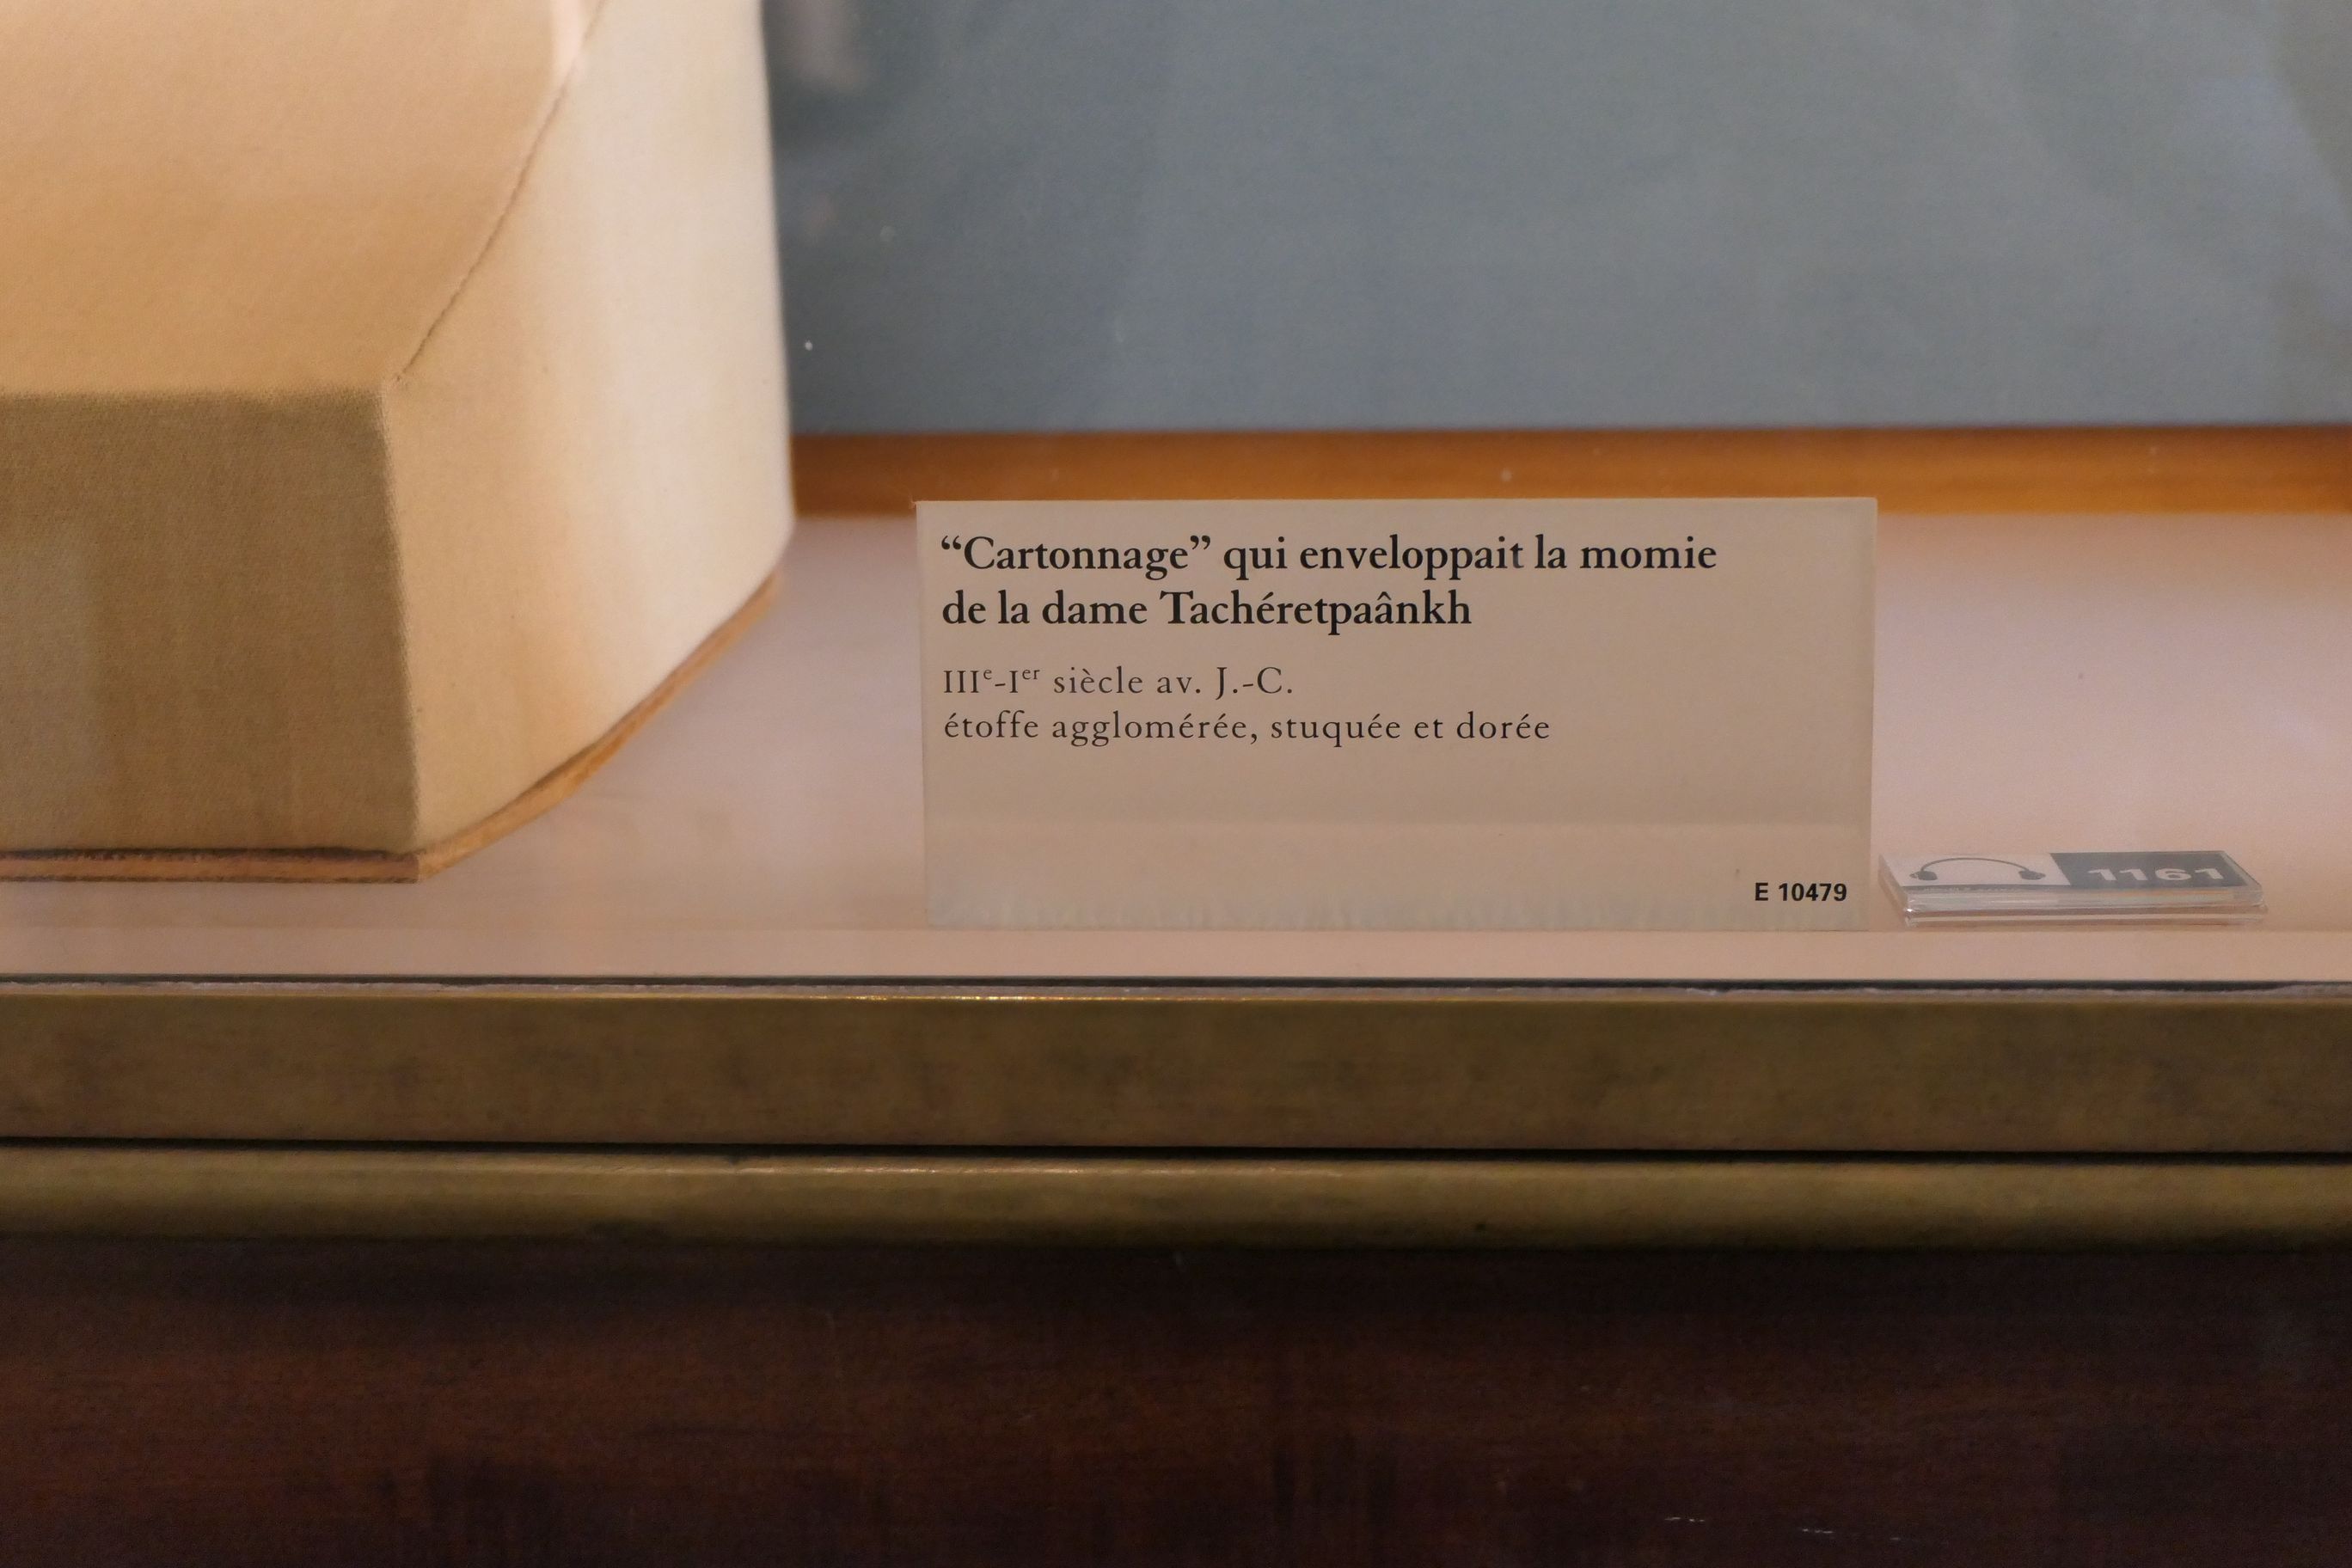 “Cartonnage” qui enveloppait la momie
de la dame Tachéretpaânkh
IIIe-Ier siècle av. J.-C.
étoffe agglomérée, stuquée et dorée
E 10479
1161